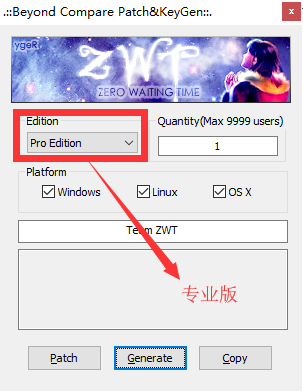 .::Beyond Compare Patch&KeyGen::.
ygeR
ZWT
ZERO WAITING TIME
Edition
Quantity(Max 9999 users)
Pro Edition
1
Platform
Windows
Linux
OS X
Team ZWT
专业版
Patch
Generate
Copy